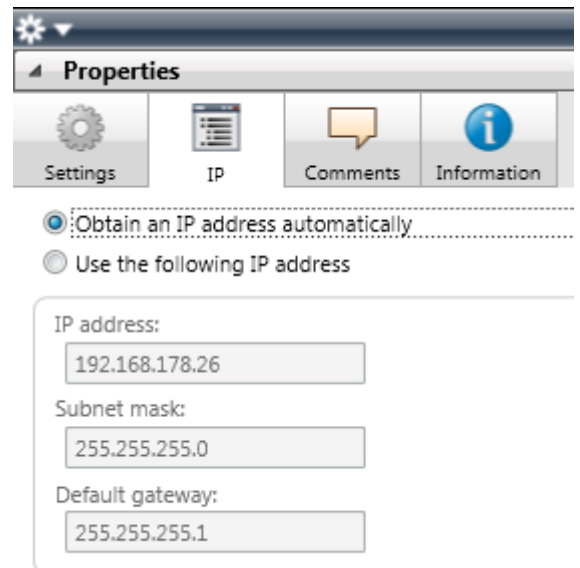 Properties
Settings IP Comments Information
Obtain an IP address automatically
Use the following IP address
IP address:
192.168.178.26
Subnet mask:
255.255.255.0
Default gateway:
255.255.255.1